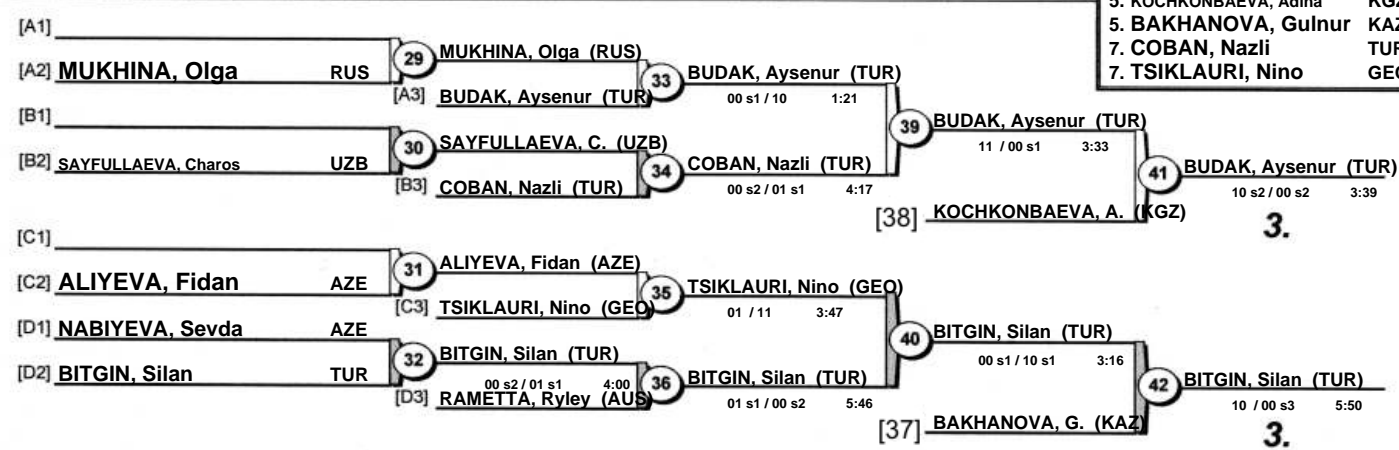 5. KOCHKONBAEVA, Adina KGZ
5. BAKHANOVA, Gulnur KAZ
7. COBAN, Nazli TUR
7. TSIKLAURI, Nino GEO
[A1]
[A2] MUKHINA, Olga RUS
29
MUKHINA, Olga (RUS)
[A3] BUDAK, Aysenur (TUR)
33
BUDAK, Aysenur (TUR)
00 s1 / 10 1:21
[B1]
[B2] SAYFULLAEVA, Charos UZB
30
SAYFULLAEVA, C. (UZB)
[B3] COBAN, Nazli (TUR)
34
COBAN, Nazli (TUR)
00 s2 / 01 s1 4:17
39
BUDAK, Aysenur (TUR)
11 / 00 s1 3:33
[38] KOCHKONBAEVA, A. (KGZ)
41
BUDAK, Aysenur (TUR)
10 s2 / 00 s2 3:39
3.
[C1]
[C2] ALIYEVA, Fidan AZE
31
ALIYEVA, Fidan (AZE)
[C3] TSIKLAURI, Nino (GEO)
35
TSIKLAURI, Nino (GEO)
01 / 11 3:47
[D1] NABIYEVA, Sevda AZE
[D2] BITGIN, Silan TUR
32
BITGIN, Silan (TUR)
00 s2 / 01 s1 4:00
[D3] RAMETTA, Ryley (AUS)
36
BITGIN, Silan (TUR)
01 s1 / 00 s2 5:46
40
BITGIN, Silan (TUR)
00 s1 / 10 s1 3:16
[37] BAKHANOVA, G. (KAZ)
42
BITGIN, Silan (TUR)
10 / 00 s3 5:50
3.